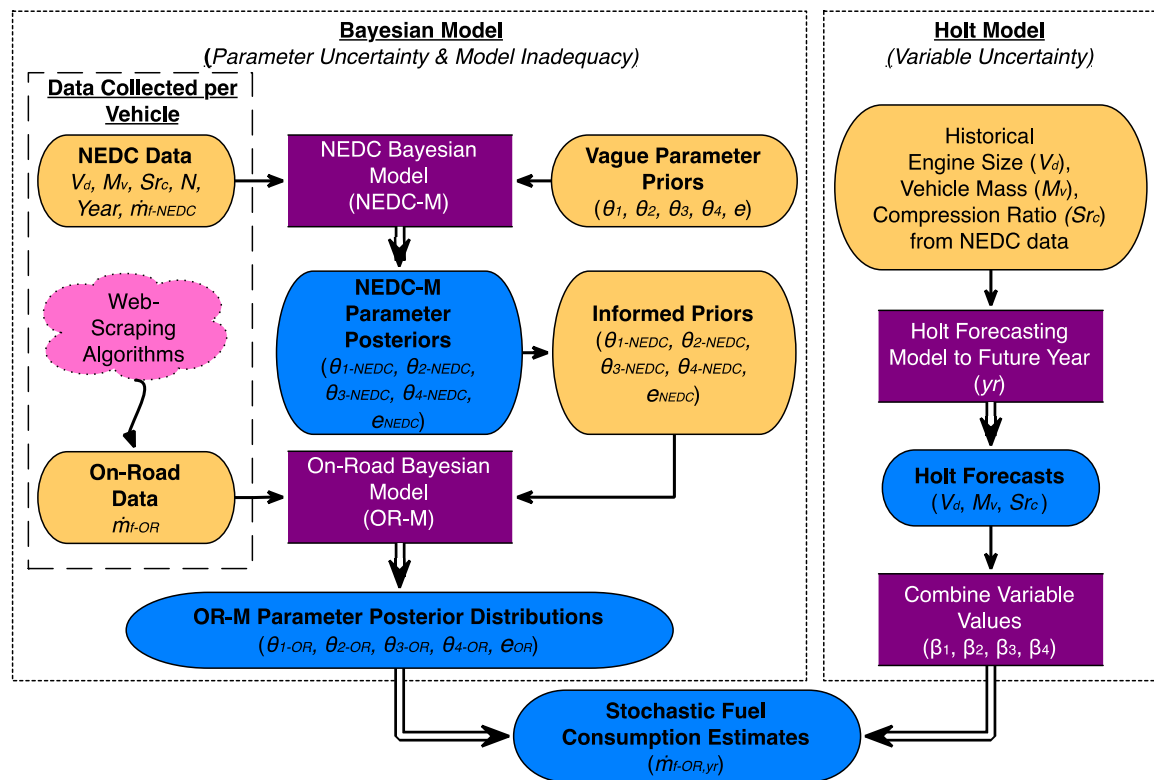 Bayesian Model
(Parameter Uncertainty & Model Inadequacy)
Data Collected per
Vehicle
NEDC Data
Vd, Mv, Src, N,
Year, ṁf-NEDC
NEDC Bayesian
Model
(NEDC-M)
Vague Parameter
Priors
(θ1, θ2, θ3, θ4, e)
Web-
Scraping
Algorithms
NEDC-M
Parameter
Posteriors
(θ1-NEDC, θ2-NEDC,
θ3-NEDC, θ4-NEDC,
eNEDC)
Informed Priors
(θ1-NEDC, θ2-NEDC,
θ3-NEDC, θ4-NEDC,
eNEDC)
On-Road
Data
ṁf-OR
On-Road Bayesian
Model
(OR-M)
OR-M Parameter Posterior Distributions
(θ1-OR, θ2-OR, θ3-OR, θ4-OR, eOR)
Holt Model
(Variable Uncertainty)
Historical
Engine Size (Vd),
Vehicle Mass (Mv),
Compression Ratio (Src)
from NEDC data
Holt Forecasting
Model to Future Year
(yr)
Holt Forecasts
(Vd, Mv, Src)
Combine Variable
Values
(β1, β2, β3, β4)
Stochastic Fuel
Consumption Estimates
(ṁf-OR,yr)